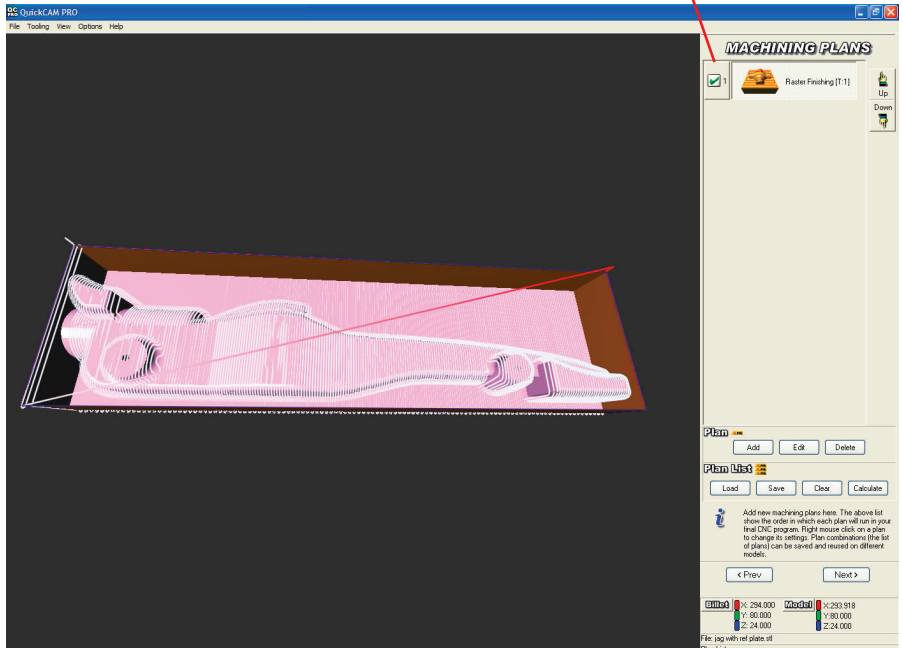 QC PRO QuickCAM PRO
File Tooling View Options Help
MACHINING PLANS
1 Raster Finishing [T:1]
Up
Down
Plan
Add Edit Delete
Plan List
Load Save Clear Calculate
Add new machining plans here. The above list
show the order in which each plan will run in your
final CNC program. Right mouse click on a plan
to change its settings. Plan combinations (the list
of plans) can be saved and reused on different
models.
< Prev Next >
Billet X: 294.000 Model X:293.918
Y: 80.000 Y:80.000
Z: 24.000 Z:24.000
File: jag with ref plate.stl